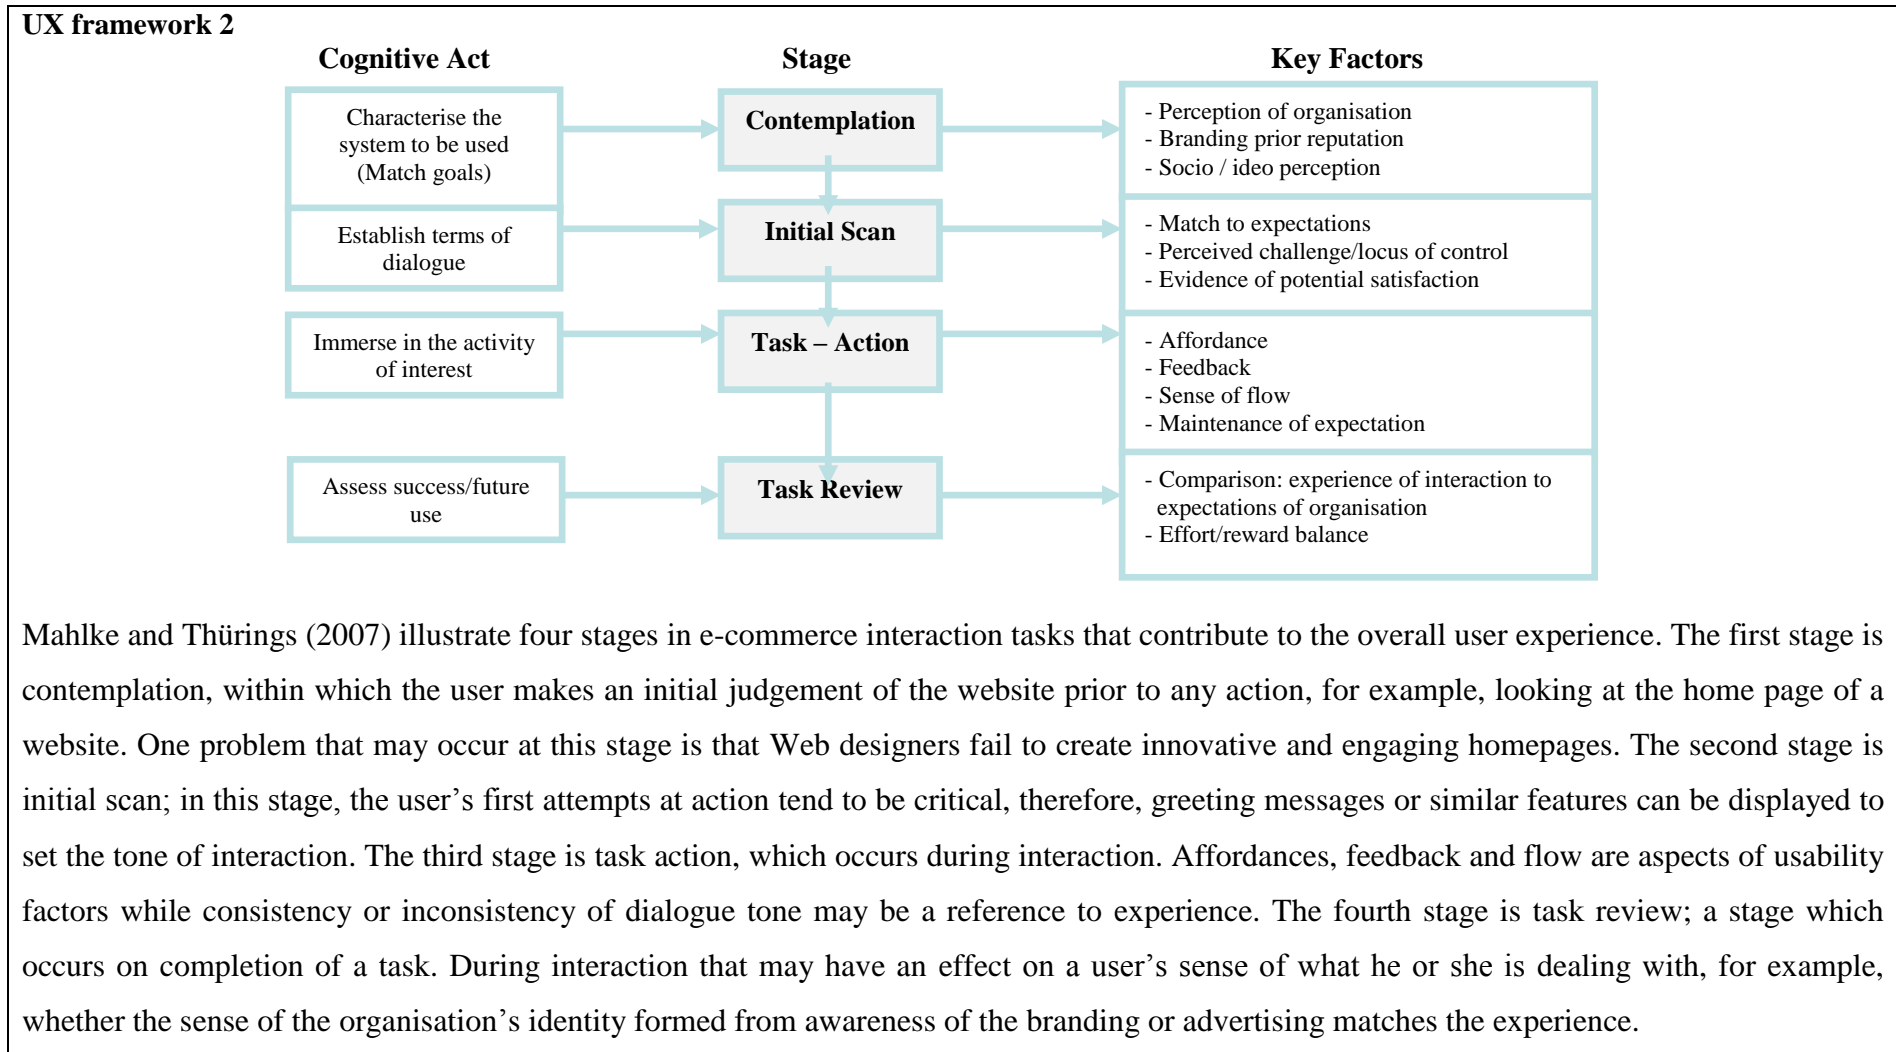 UX framework 2
Cognitive Act
Stage
Key Factors
Characterise the
system to be used
(Match goals)
Contemplation
- Perception of organisation
- Branding prior reputation
- Socio / ideo perception
Establish terms of
dialogue
Initial Scan
- Match to expectations
- Perceived challenge/locus of control
- Evidence of potential satisfaction
Immerse in the activity
of interest
Task – Action
- Affordance
- Feedback
- Sense of flow
- Maintenance of expectation
Assess success/future
use
Task Review
- Comparison: experience of interaction to
expectations of organisation
- Effort/reward balance
Mahlke and Thürings (2007) illustrate four stages in e-commerce interaction tasks that contribute to the overall user experience. The first stage is
contemplation, within which the user makes an initial judgement of the website prior to any action, for example, looking at the home page of a
website. One problem that may occur at this stage is that Web designers fail to create innovative and engaging homepages. The second stage is
initial scan; in this stage, the user’s first attempts at action tend to be critical, therefore, greeting messages or similar features can be displayed to
set the tone of interaction. The third stage is task action, which occurs during interaction. Affordances, feedback and flow are aspects of usability
factors while consistency or inconsistency of dialogue tone may be a reference to experience. The fourth stage is task review; a stage which
occurs on completion of a task. During interaction that may have an effect on a user’s sense of what he or she is dealing with, for example,
whether the sense of the organisation’s identity formed from awareness of the branding or advertising matches the experience.